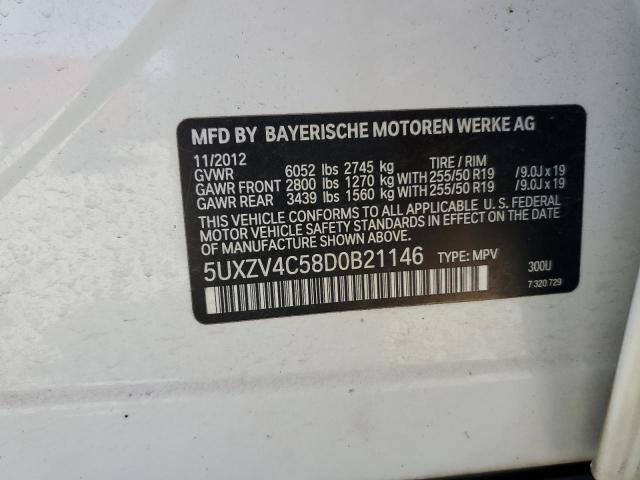 MFD BY BAYERISCHE MOTOREN WERKE AG
11/2012 TIRE / RIM
GVWR 6052 lbs 2745 kg
GAWR FRONT 2800 lbs 1270 kg WITH 255/50 R19 /9.0J x 19
GAWR REAR 3439 lbs 1560 kg WITH 255/50 R19 /9.0J x 19
THIS VEHICLE CONFORMS TO ALL APPLICABLE U.S. FEDERAL
MOTOR VEHICLE SAFETY STANDARDS IN EFFECT ON THE
DATE OF MANUFACTURE SHOWN ABOVE.
5UXZV4C58D0B21146 TYPE: MPV
300U
7 320 729